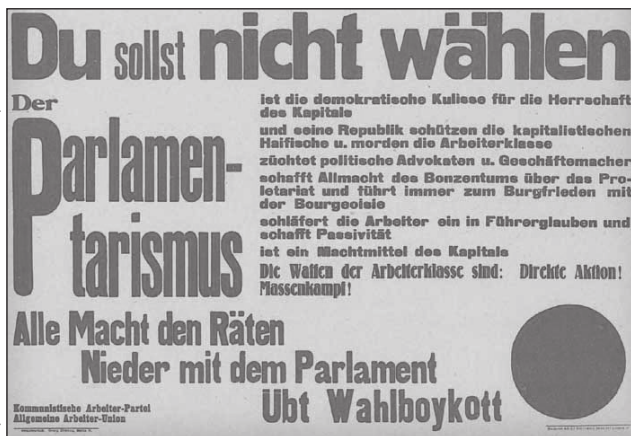 Du sollst nicht wählen
Der
Parlamen-
tarismus
ist die demokratische Kulisse für die Herrschaft
des Kapitals
und seine Republik schützen die kapitalistischen
Haifische u. morden die Arbeiterklasse
züchtet politische Advokaten u. Geschäftemacher
schafft Allmacht des Bonzentums über das Pro-
letariat und führt immer zum Burgfrieden mit
der Bourgeoisie
schläfert die Arbeiter ein in Führerglauben und
schafft Passivität
ist ein Machtmittel des Kapitals
Die Waffen der Arbeiterklasse sind: Direkte Aktion!
Massenkampf!
Alle Macht den Räten
Nieder mit dem Parlament
Übt Wahlboykott
Kommunistische Arbeiter-Partei
Allgemeine Arbeiter-Union